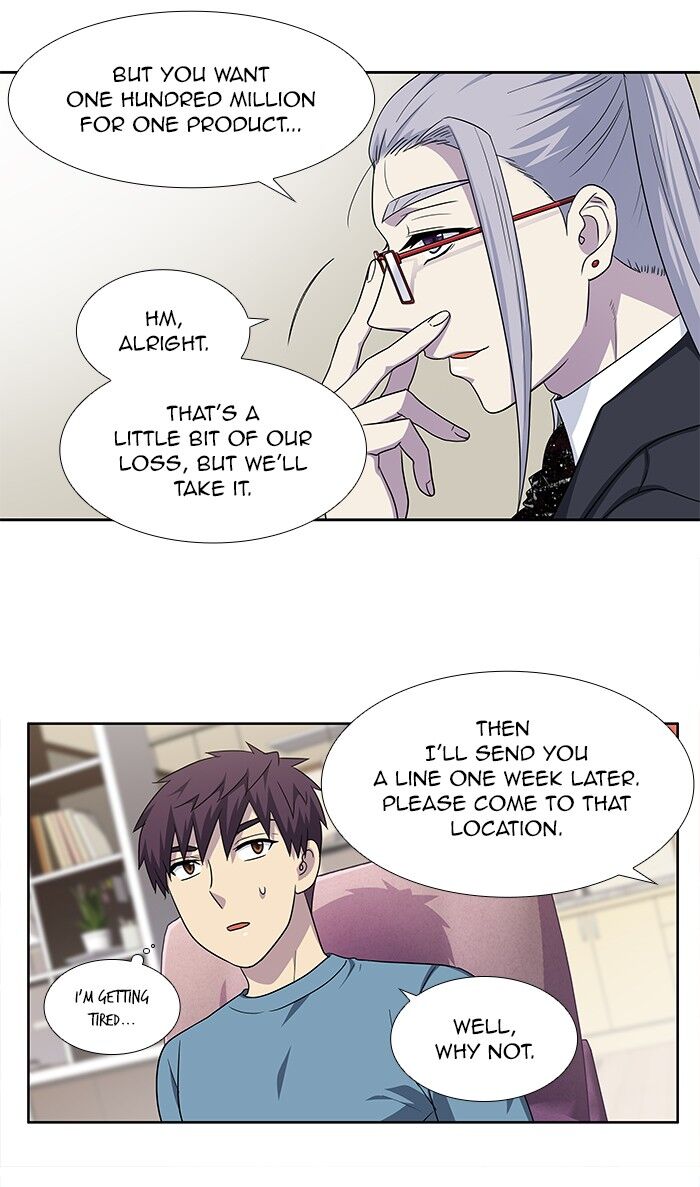 BUT YOU WANT
ONE HUNDRED MILLION
FOR ONE PRODUCT...
HM,
ALRIGHT.
THAT'S A
LITTLE BIT OF OUR
LOSS, BUT WE'LL
TAKE IT.
THEN
I'LL SEND YOU
A LINE ONE WEEK LATER.
PLEASE COME TO THAT
LOCATION.
I'M GETTING
TIRED...
WELL,
WHY NOT.